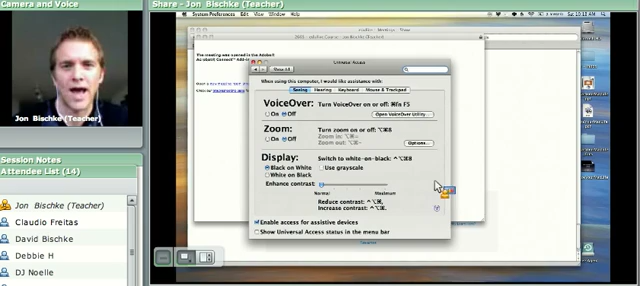 Camera and Voice
Jon Bischke (Teacher)
Session Notes
Attendee List (14)
Jon Bischke (Teacher)
Claudio Freitas
David Bischke
Debbie H
DJ Noelle
Share - Jon Bischke (Teacher)
System Preferences Edit View Window Help
Universal Access
Show All
When using this computer, I would like assistance with:
Seeing Hearing Keyboard Mouse & Trackpad
VoiceOver: Turn VoiceOver on or off:
On Off
Open VoiceOver Utility...
Zoom: Turn zoom on or off:
On Off
Zoom in:
Zoom out:
Options...
Display: Switch to white-on-black:
Black on White Use grayscale
White on Black
Enhance contrast:
Normal Maximum
Reduce contrast:
Increase contrast:
Enable access for assistive devices
Show Universal Access status in the menu bar